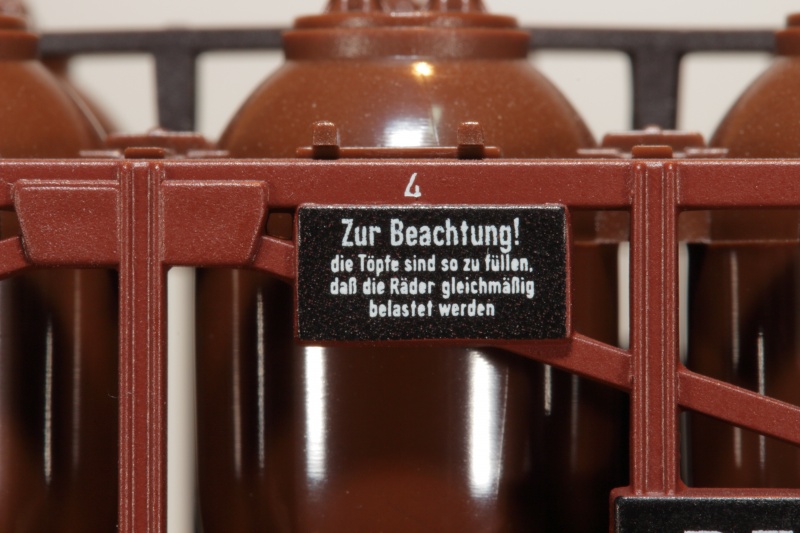 4
Zur Beachtung!
die Töpfe sind so zu füllen,
daß die Räder gleichmäßig
belastet werden